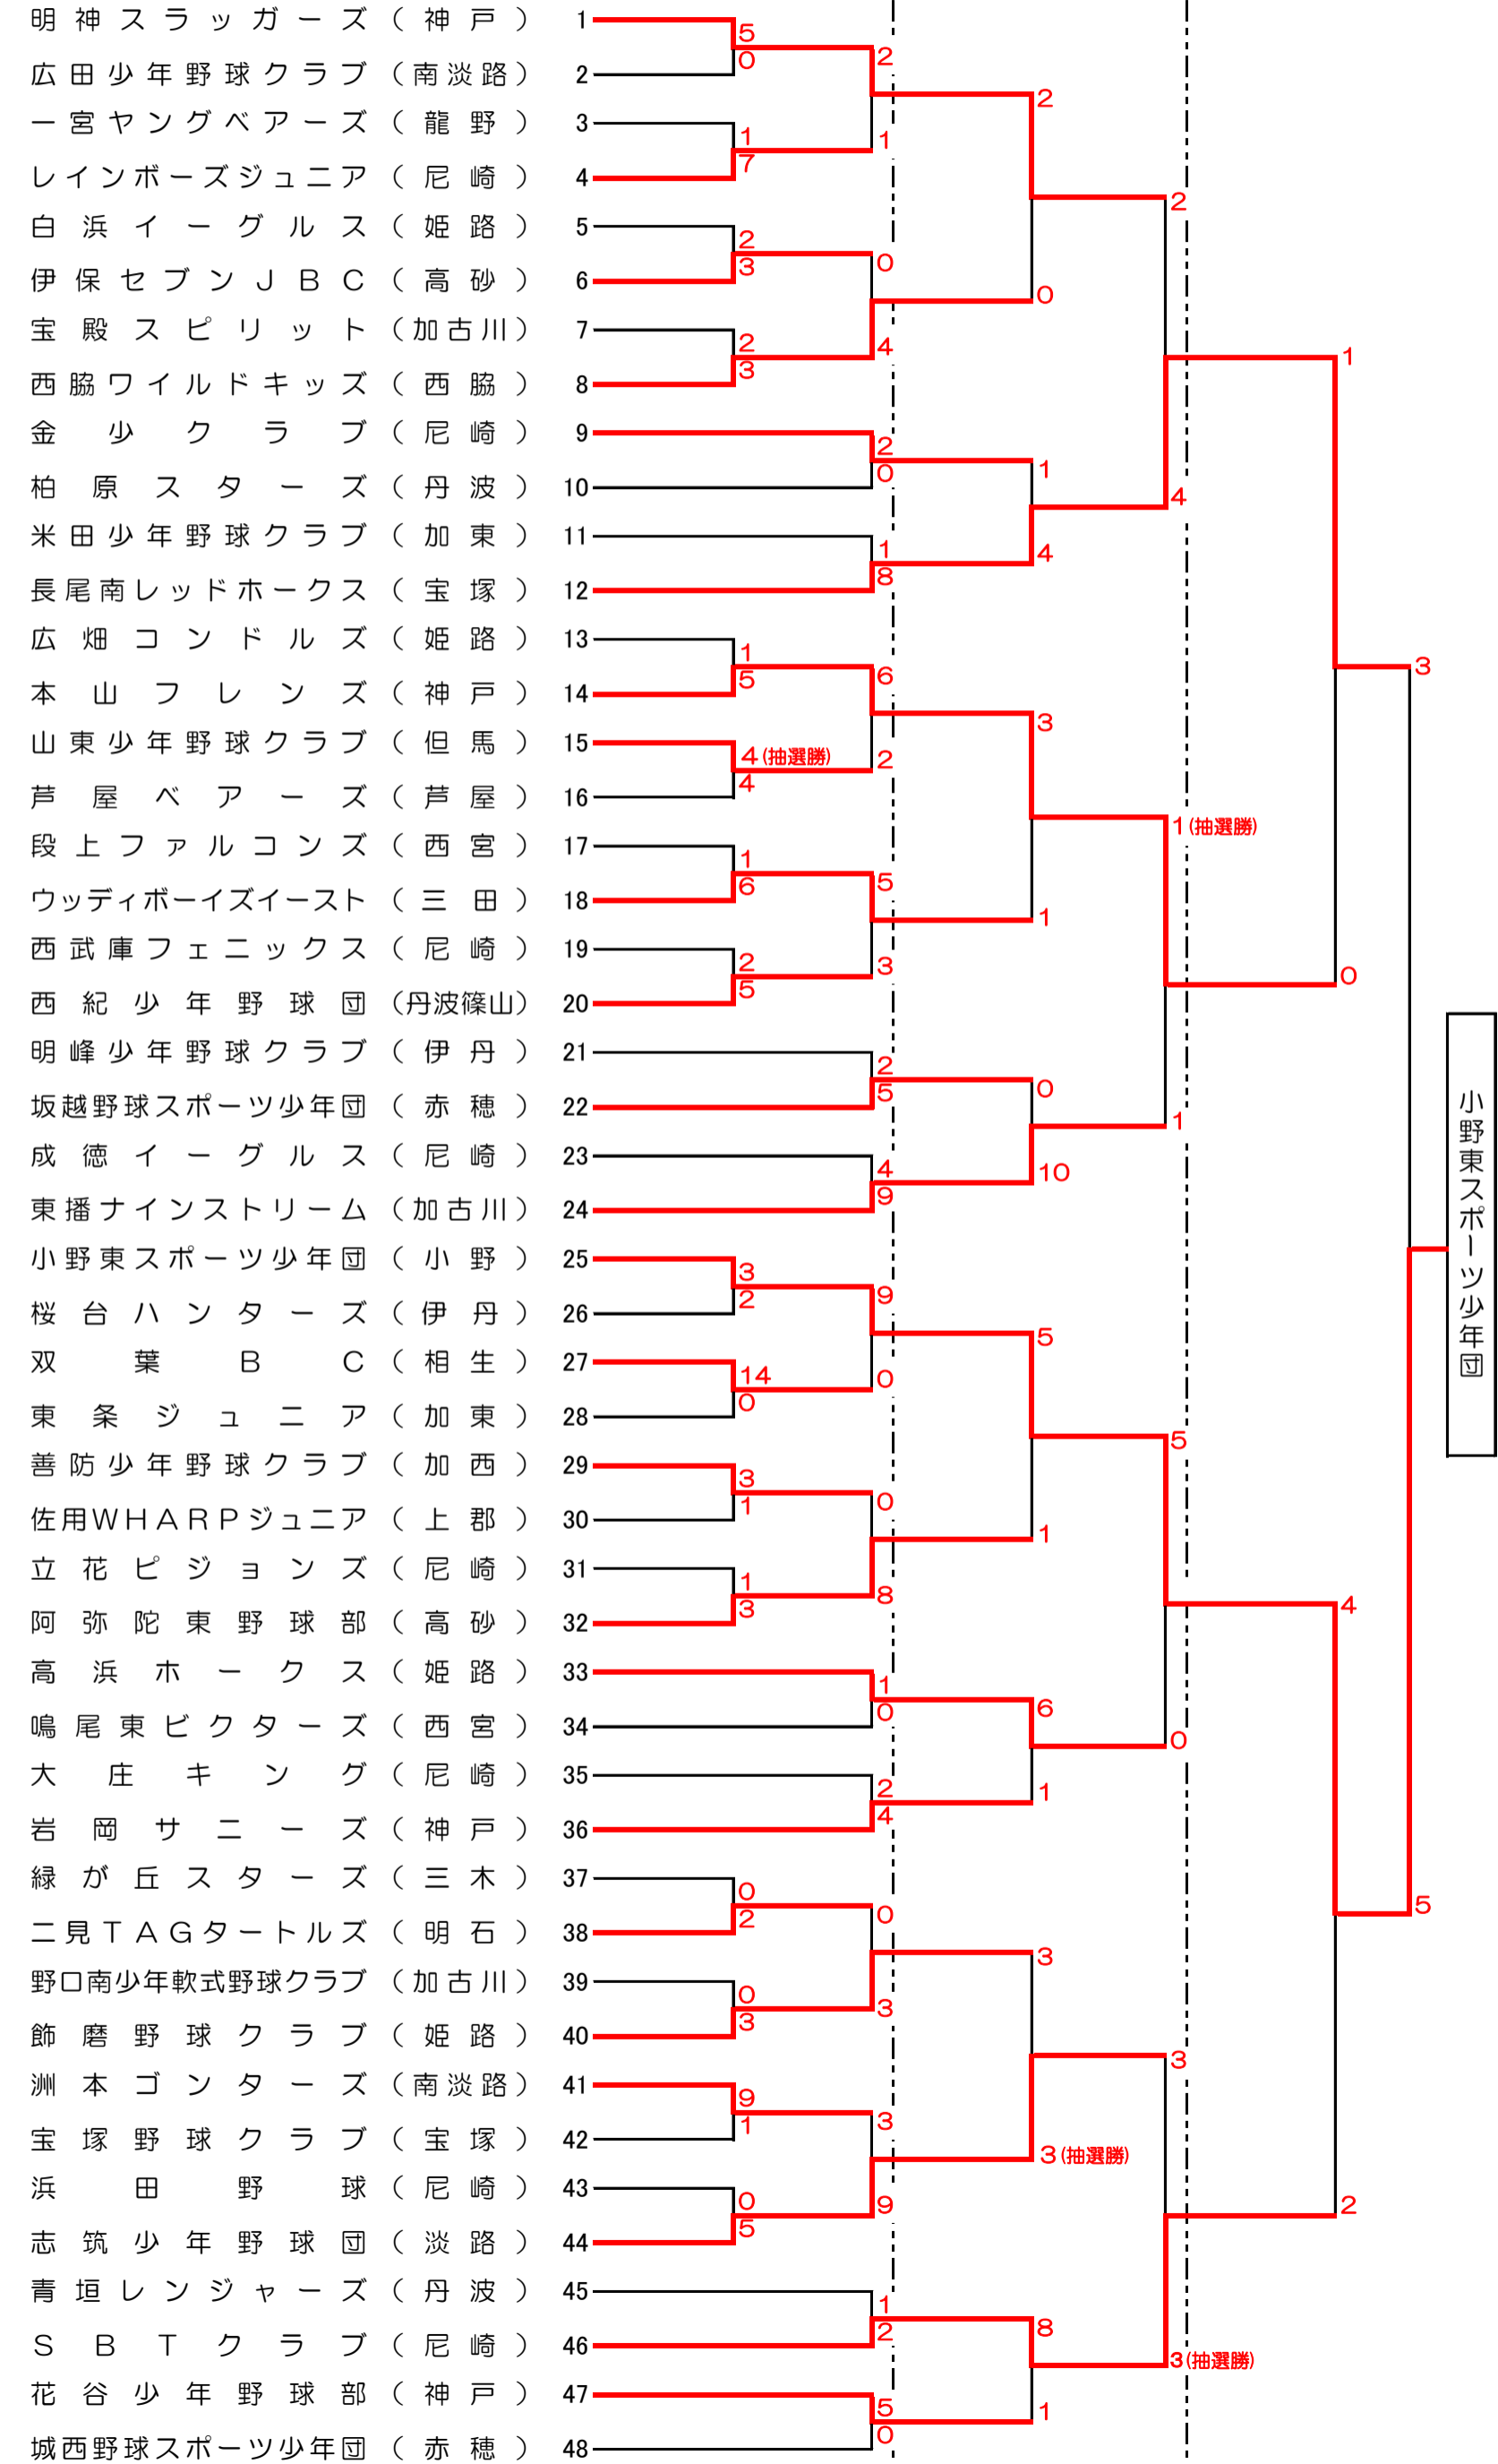 明神スラッガーズ（神戸） 1
広田少年野球クラブ（南淡路） 2
一宮ヤングベアーズ（龍野） 3
レインボーズジュニア（尼崎） 4
白浜イーグルス（姫路） 5
伊保セブンＪＢＣ（高砂） 6
宝殿スピリット（加古川） 7
西脇ワイルドキッズ（西脇） 8
金少クラブ（尼崎） 9
柏原スターズ（丹波） 10
米田少年野球クラブ（加東） 11
長尾南レッドホークス（宝塚） 12
広畑コンドルズ（姫路） 13
本山フレンズ（神戸） 14
山東少年野球クラブ（但馬） 15
芦屋ベアーズ（芦屋） 16
段上ファルコンズ（西宮） 17
ウッディボーイズイースト（三田） 18
西武庫フェニックス（尼崎） 19
西紀少年野球団（丹波篠山） 20
明峰少年野球クラブ（伊丹） 21
坂越野球スポーツ少年団（赤穂） 22
成徳イーグルス（尼崎） 23
東播ナインストリーム（加古川） 24
小野東スポーツ少年団（小野） 25
桜台ハンターズ（伊丹） 26
双葉ＢＣ（相生） 27
東条ジュニア（加東） 28
善防少年野球クラブ（加西） 29
佐用ＷＨＡＲＰジュニア（上郡） 30
立花ピジョンズ（尼崎） 31
阿弥陀東野球部（高砂） 32
高浜ホークス（姫路） 33
鳴尾東ビクターズ（西宮） 34
大庄キング（尼崎） 35
岩岡サニーズ（神戸） 36
緑が丘スターズ（三木） 37
二見ＴＡＧタートルズ（明石） 38
野口南少年軟式野球クラブ（加古川） 39
飾磨野球クラブ（姫路） 40
洲本ゴンターズ（南淡路） 41
宝塚野球クラブ（宝塚） 42
浜田野球（尼崎） 43
志筑少年野球団（淡路） 44
青垣レンジャーズ（丹波） 45
ＳＢＴクラブ（尼崎） 46
花谷少年野球部（神戸） 47
城西野球スポーツ少年団（赤穂） 48
5
0
1
7
2
3
2
3
1
5
4(抽選勝)
4
1
6
2
5
3
2
14
0
3
1
1
3
0
2
0
3
9
1
0
5
2
1
0
4
2
0
1
8
6
2
5
3
2
5
4
9
9
0
0
8
1
0
2
4
0
3
3
9
1
2
5
0
2
0
1
4
3
1
0
10
5
1
6
1
3
3(抽選勝)
8
1
2
4
1(抽選勝)
1
5
0
3
3(抽選勝)
1
0
4
2
3
5
小野東スポーツ少年団